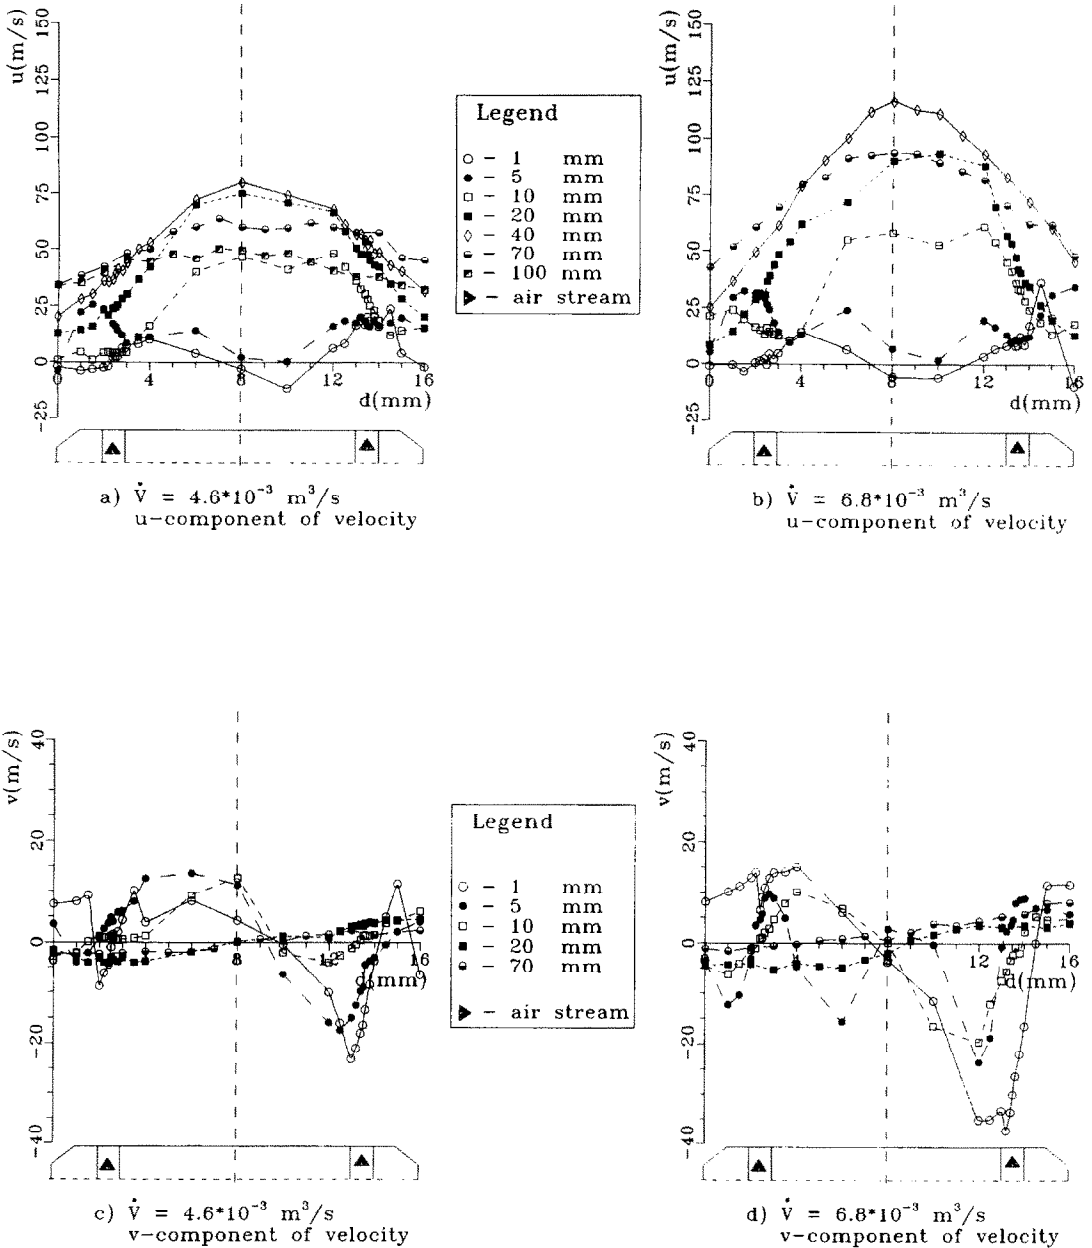 u(m/s)
150
125
100
75
50
25
0
-25
0
4
8
12
16
d(mm)
Legend
- 1 mm
- 5 mm
- 10 mm
- 20 mm
- 40 mm
- 70 mm
- 100 mm
- air stream
u(m/s)
150
125
100
75
50
25
0
-25
0
4
8
12
16
d(mm)
a) V̇ = 4.6*10⁻³ m³/s
u-component of velocity
b) V̇ = 6.8*10⁻³ m³/s
u-component of velocity
v(m/s)
40
20
0
-20
-40
8
16
(mm)
Legend
- 1 mm
- 5 mm
- 10 mm
- 20 mm
- 70 mm
- air stream
v(m/s)
40
20
0
-20
-40
12
16
d(mm)
c) V̇ = 4.6*10⁻³ m³/s
v-component of velocity
d) V̇ = 6.8*10⁻³ m³/s
v-component of velocity